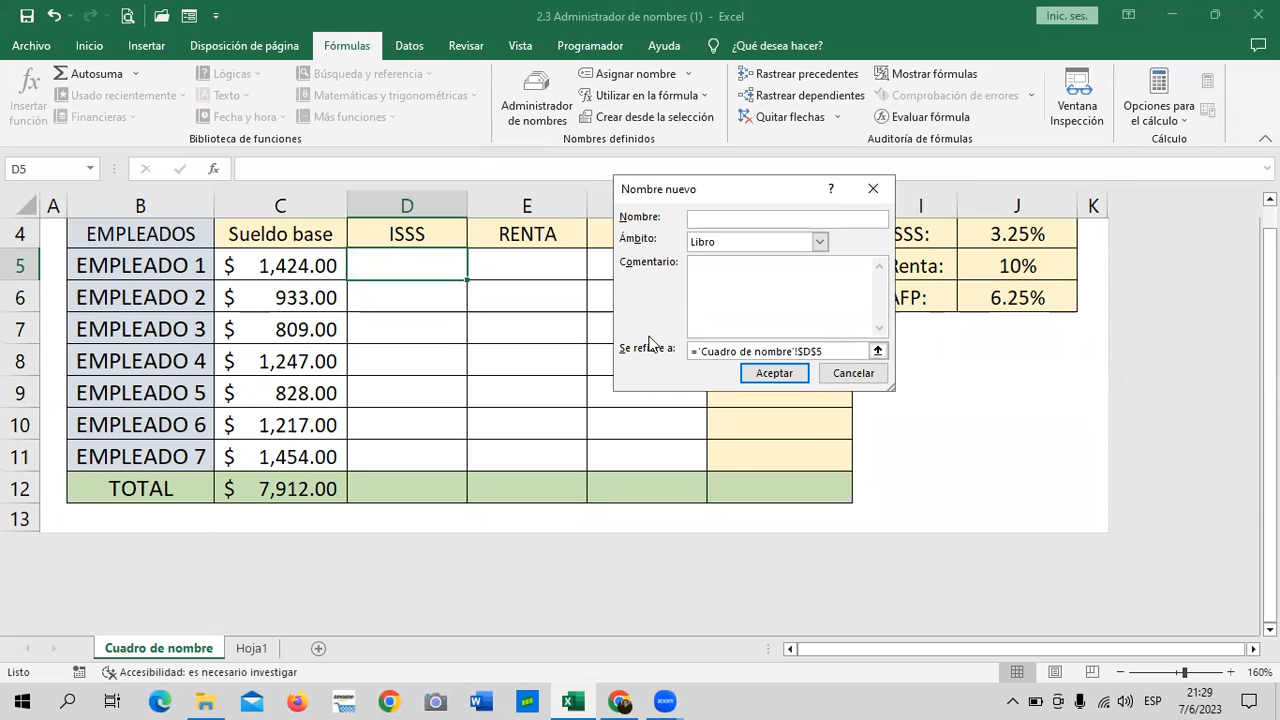 2.3 Administrador de nombres (1) - Excel
Inic. ses.
Archivo Inicio Insertar Disposición de página Fórmulas Datos Revisar Vista Programador Ayuda ¿Qué desea hacer?
Insertar función
Autosuma
Usado recientemente
Financieras
Lógicas
Texto
Fecha y hora
Búsqueda y referencia
Matemáticas y trigonométricas
Más funciones
Biblioteca de funciones
Administrador de nombres
Asignar nombre
Utilizar en la fórmula
Crear desde la selección
Nombres definidos
Rastrear precedentes
Rastrear dependientes
Quitar flechas
Mostrar fórmulas
Comprobación de errores
Evaluar fórmula
Auditoría de fórmulas
Ventana Inspección
Opciones para el cálculo
Cálculo
D5
fx
A B C D E I J K
4 EMPLEADOS Sueldo base ISSS RENTA SSS: 3.25%
5 EMPLEADO 1 $ 1,424.00 Renta: 10%
6 EMPLEADO 2 $ 933.00 AFP: 6.25%
7 EMPLEADO 3 $ 809.00
8 EMPLEADO 4 $ 861.00
9 EMPLEADO 5 $ 828.00
10 EMPLEADO 6 $ 1,217.00
11 EMPLEADO 7 $ 1,454.00
12 TOTAL $ 7,912.00
13
Nombre nuevo ?
Nombre:
Ámbito: Libro
Comentario:
Se refiere a: ='Cuadro de nombre'!$D$5
Aceptar Cancelar
Cuadro de nombre Hoja1
Listo Accesibilidad: es necesario investigar 160%
zoom
ESP
21:29
7/6/2023